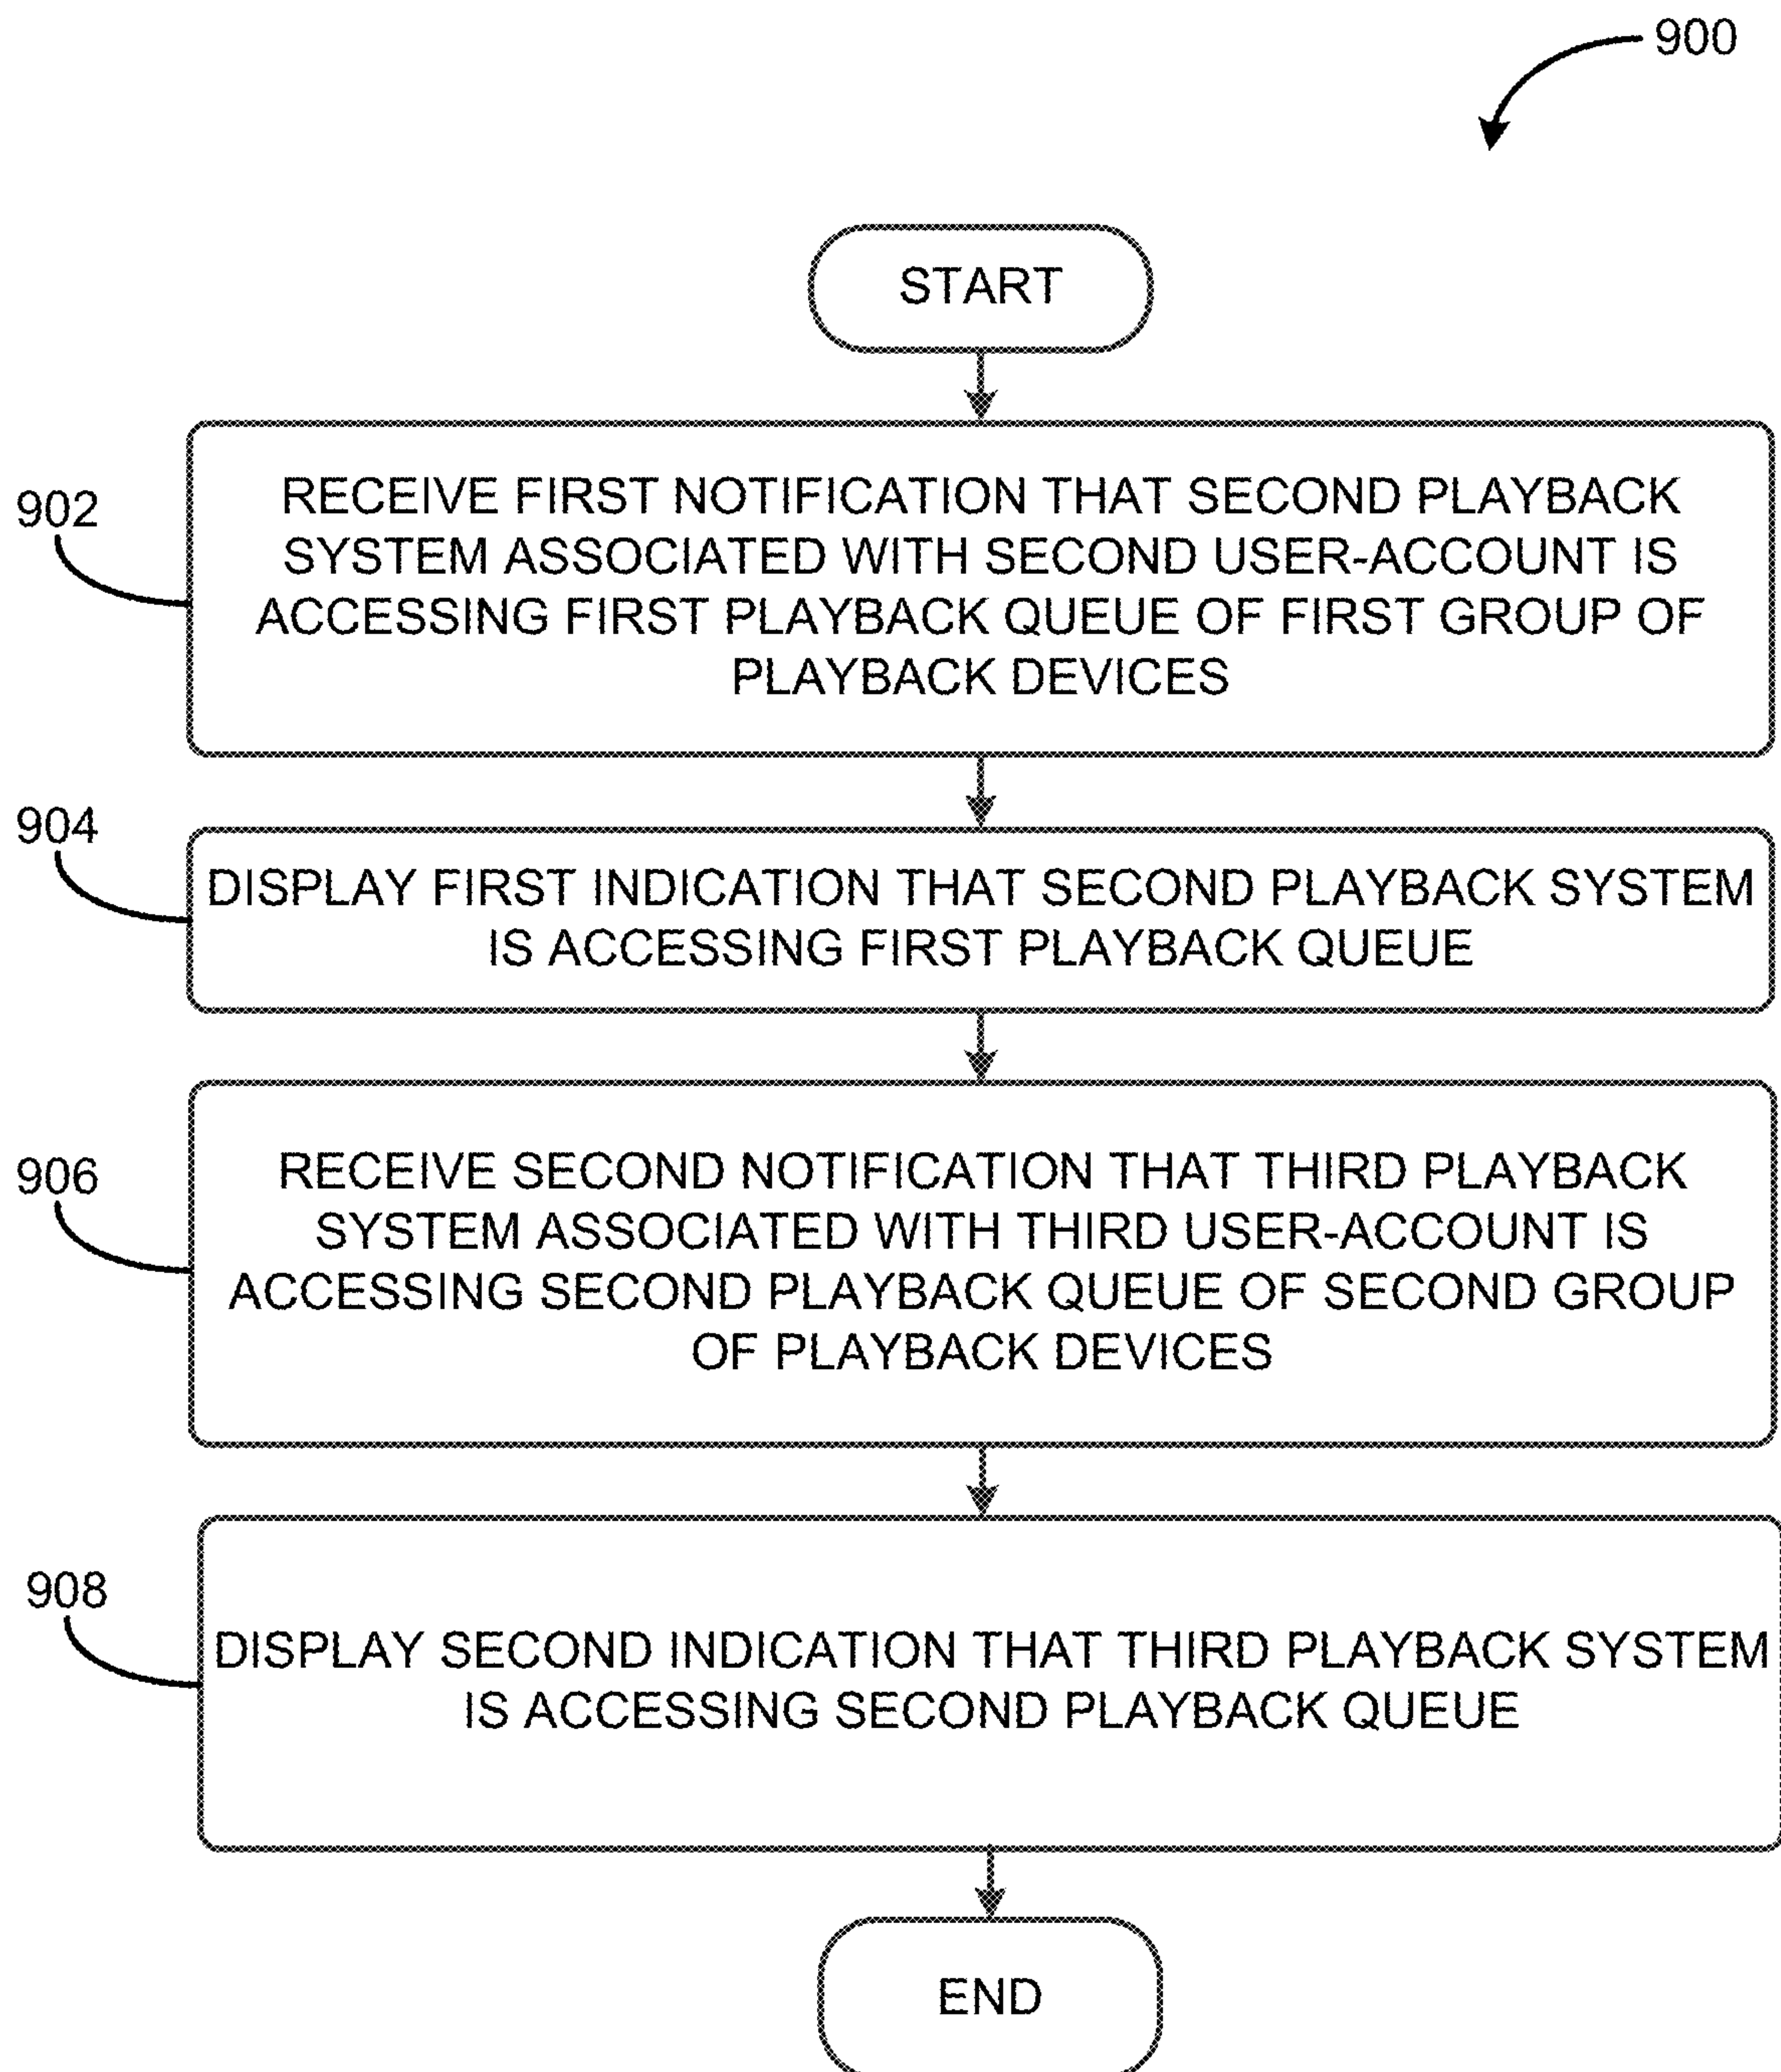 900
START
902
RECEIVE FIRST NOTIFICATION THAT SECOND PLAYBACK
SYSTEM ASSOCIATED WITH SECOND USER-ACCOUNT IS
ACCESSING FIRST PLAYBACK QUEUE OF FIRST GROUP OF
PLAYBACK DEVICES
904
DISPLAY FIRST INDICATION THAT SECOND PLAYBACK SYSTEM
IS ACCESSING FIRST PLAYBACK QUEUE
906
RECEIVE SECOND NOTIFICATION THAT THIRD PLAYBACK
SYSTEM ASSOCIATED WITH THIRD USER-ACCOUNT IS
ACCESSING SECOND PLAYBACK QUEUE OF SECOND GROUP
OF PLAYBACK DEVICES
908
DISPLAY SECOND INDICATION THAT THIRD PLAYBACK SYSTEM
IS ACCESSING SECOND PLAYBACK QUEUE
END